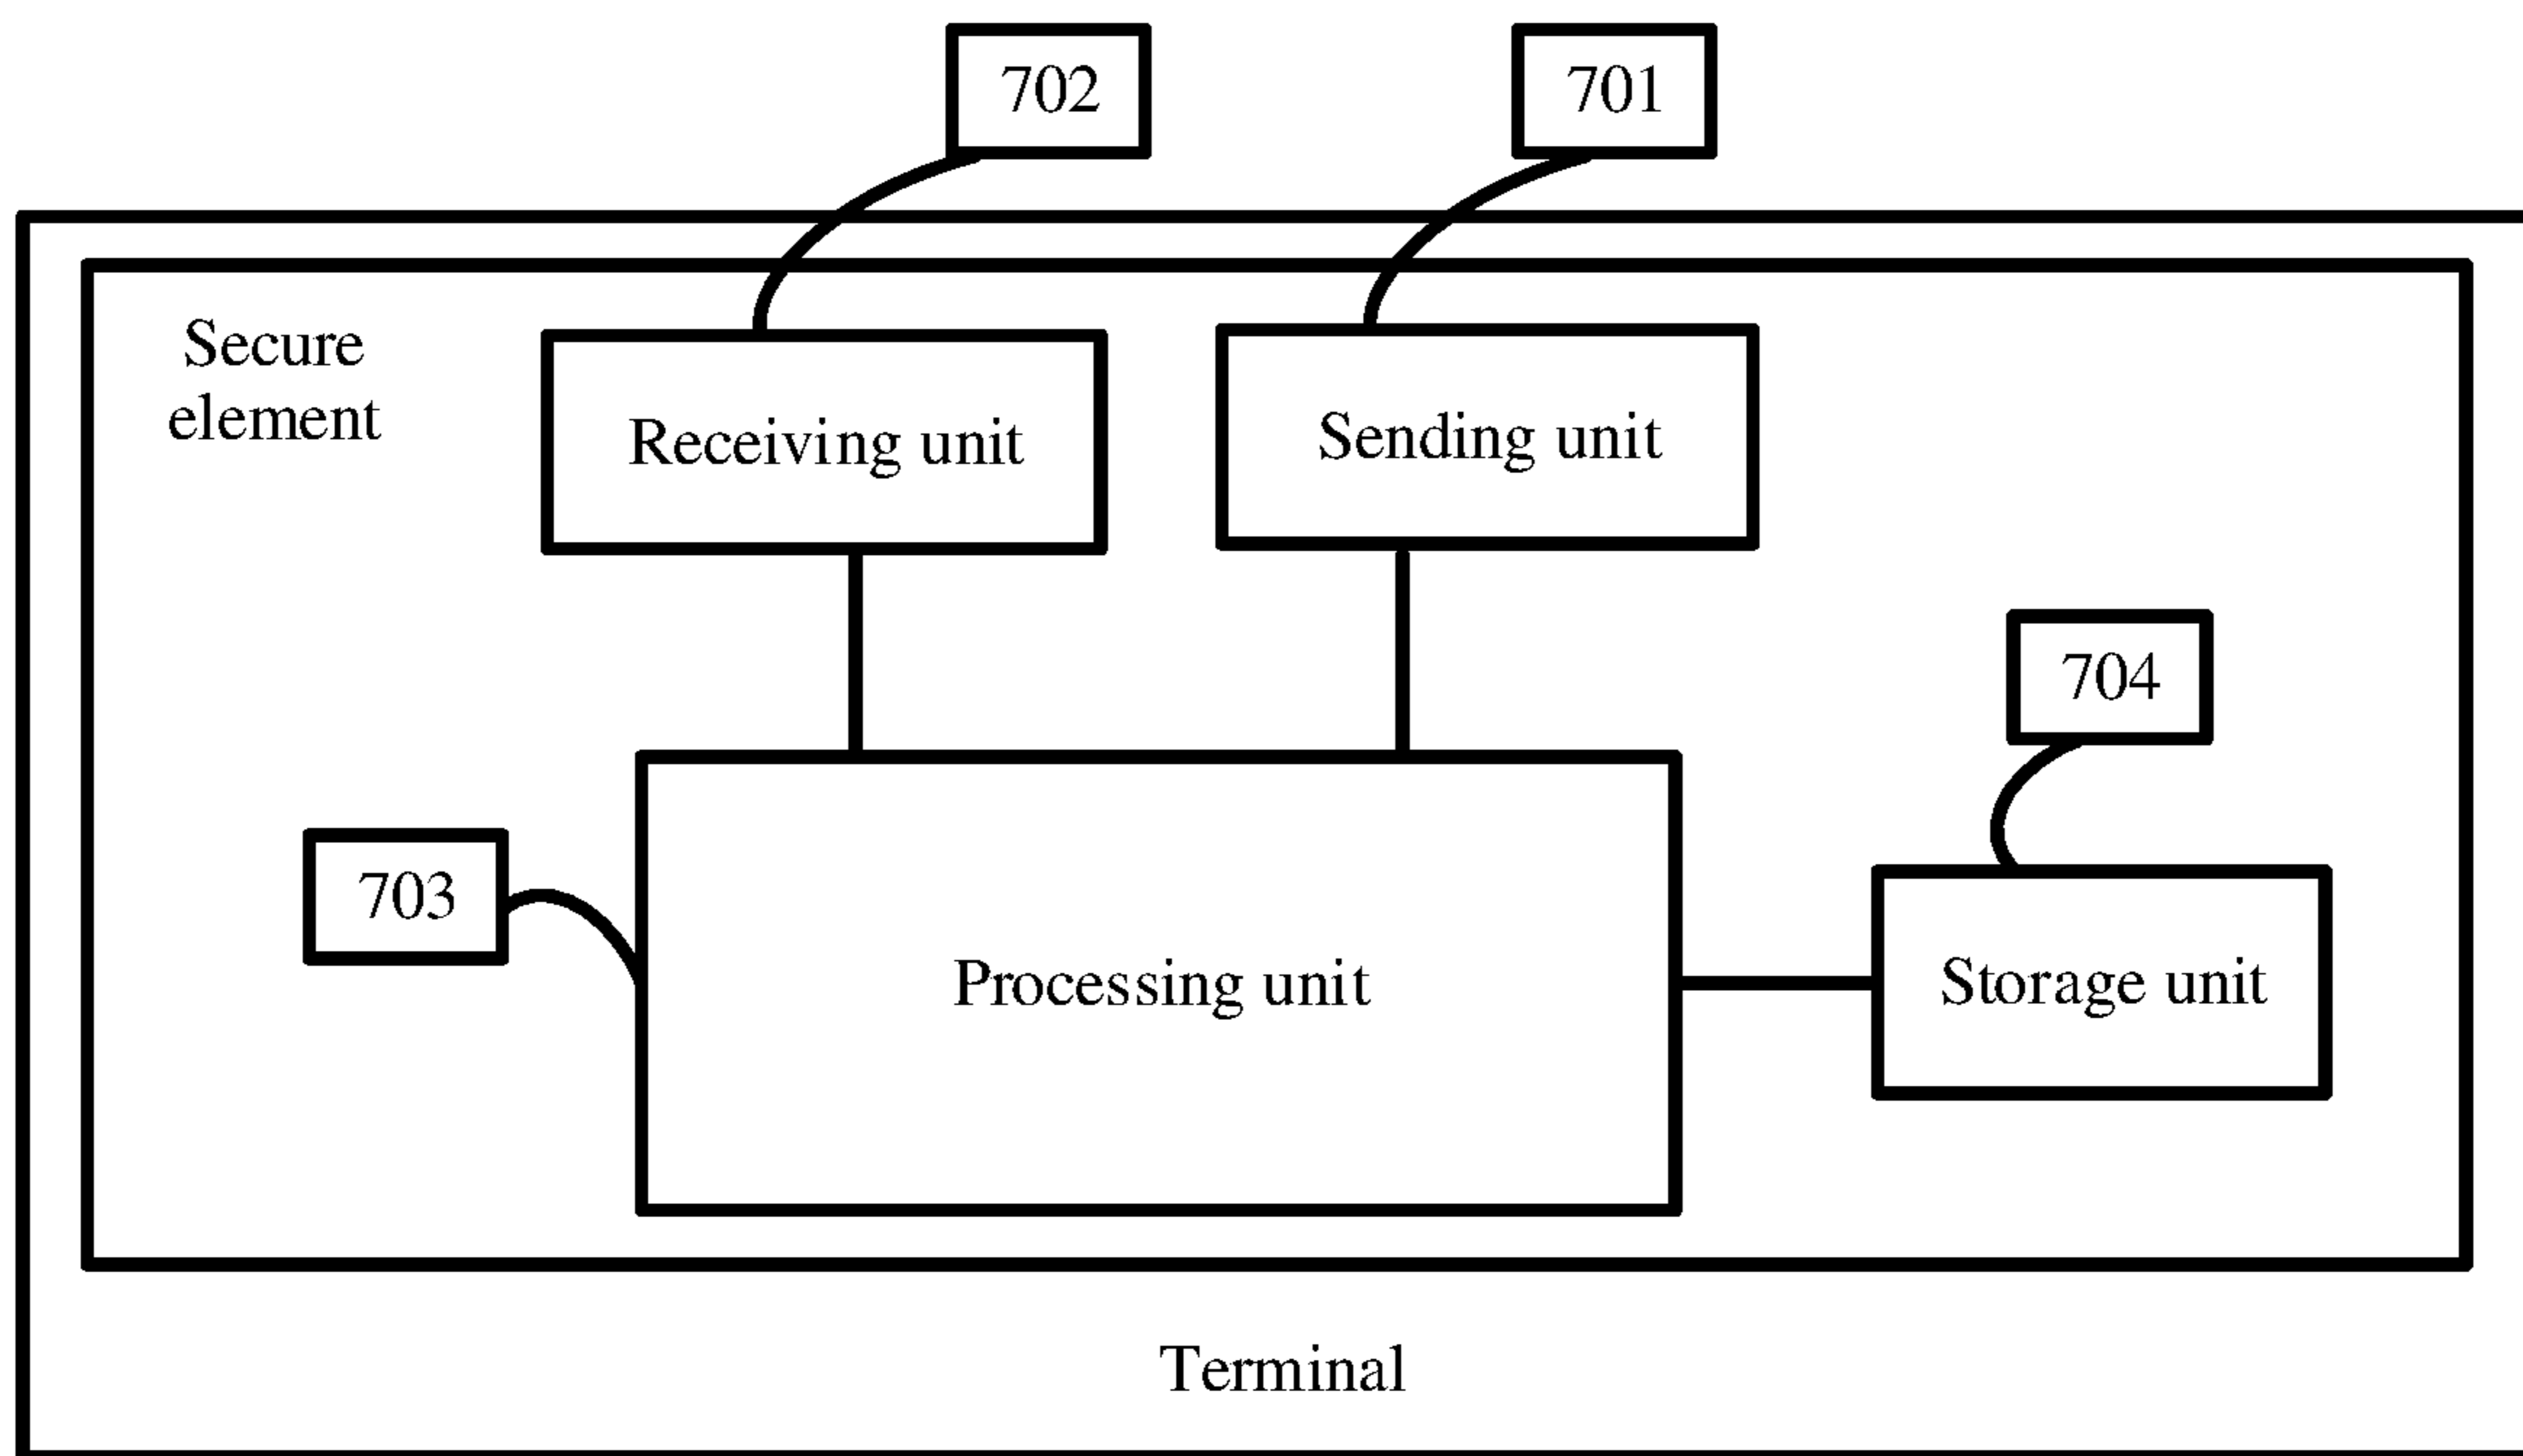 702
701
Secure
element
Receiving unit
Sending unit
704
703
Processing unit
Storage unit
Terminal